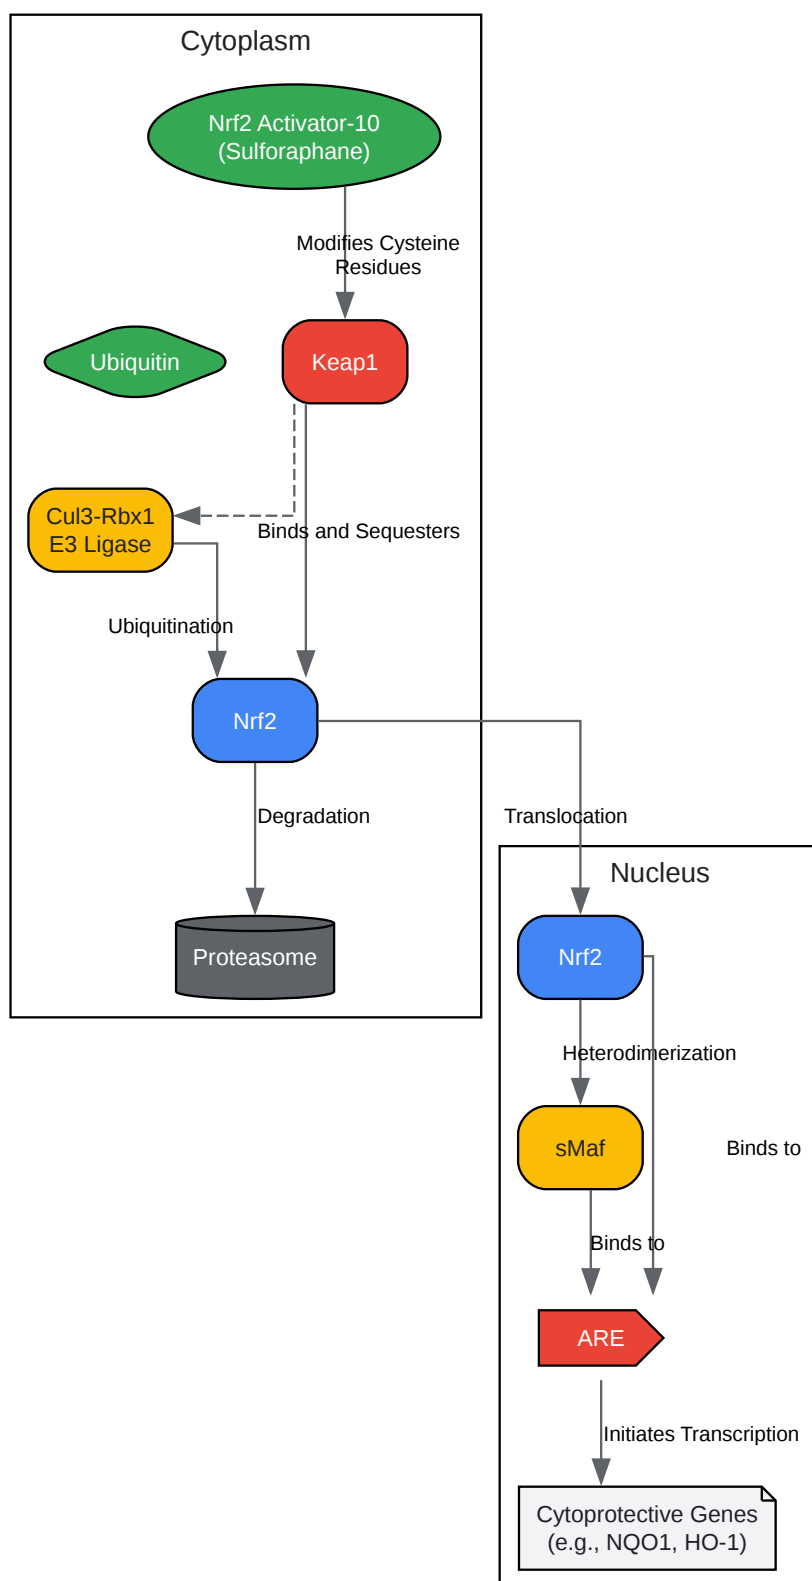 Cytoplasm
Nrf2 Activator-10
(Sulforaphane)
Modifies Cysteine
Residues
Ubiquitin
Keap1
Cul3-Rbx1
E3 Ligase
Binds and Sequesters
Ubiquitination
Nrf2
Degradation
Translocation
Nucleus
Proteasome
Nrf2
Heterodimerization
sMaf
Binds to
Binds to
ARE
Initiates Transcription
Cytoprotective Genes
(e.g., NQO1, HO-1)